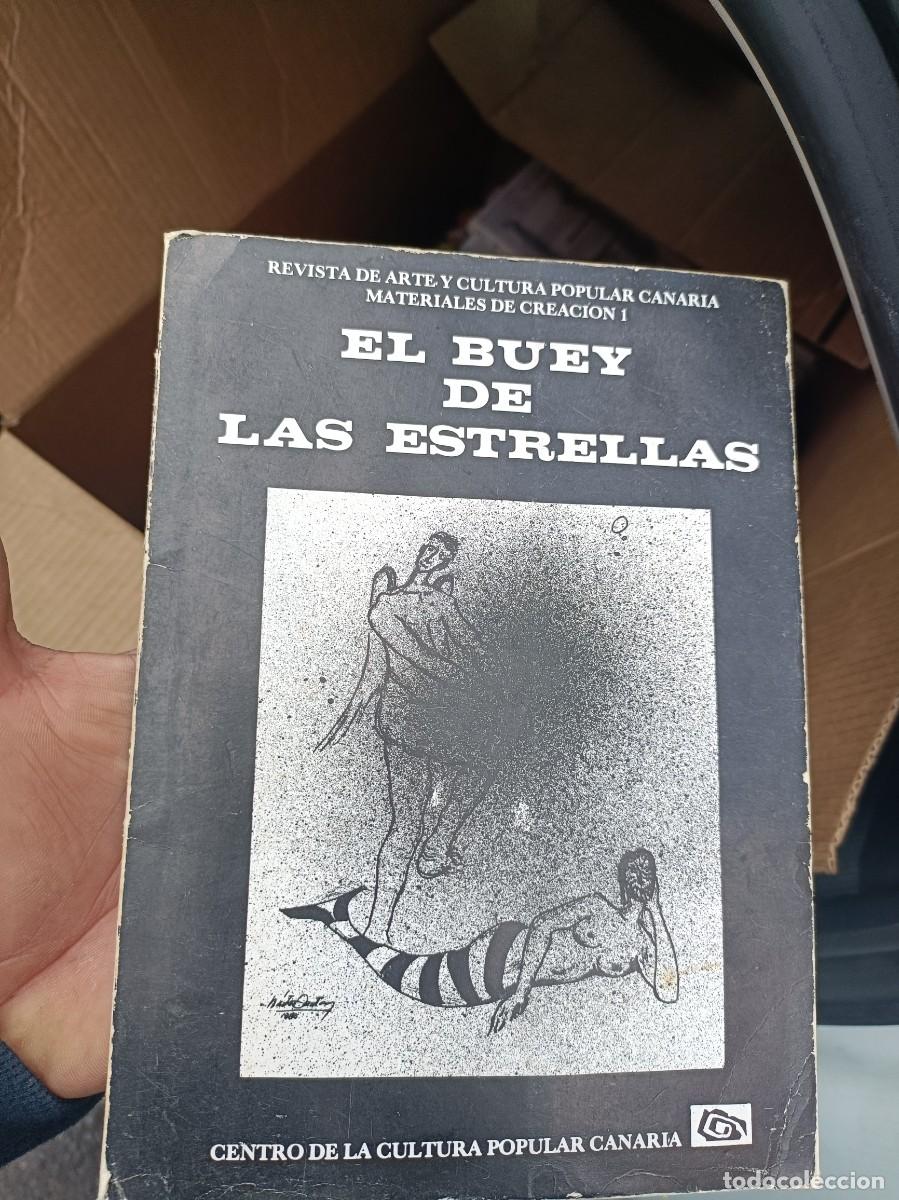 REVISTA DE ARTE Y CULTURA POPULAR CANARIA
MATERIALES DE CREACION 1
EL BUEY
DE
LAS ESTRELLAS
CENTRO DE LA CULTURA POPULAR CANARIA
todocoleccion